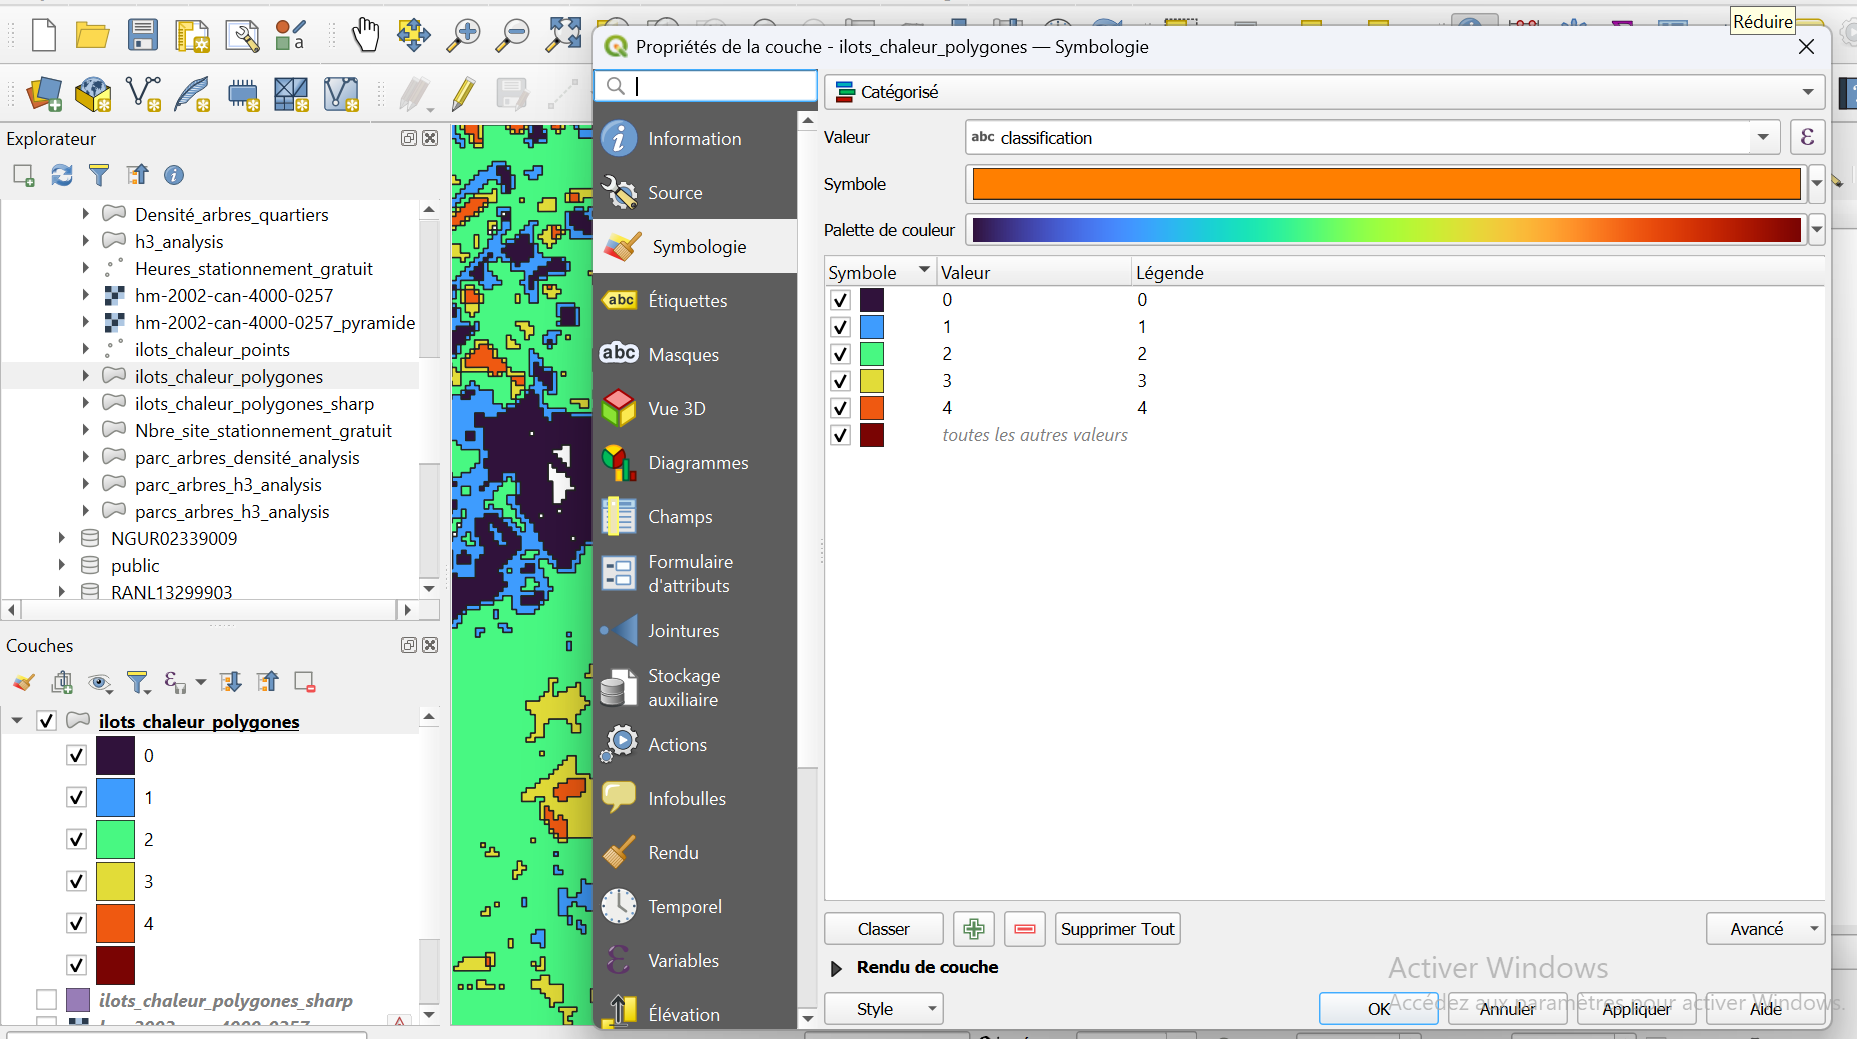 Réduire
Propriétés de la couche - ilots_chaleur_polygones — Symbologie
Explorateur
Densité_arbres_quartiers
h3_analysis
Heures_stationnement_gratuit
hm-2002-can-4000-0257
hm-2002-can-4000-0257_pyramide
ilots_chaleur_points
ilots_chaleur_polygones
ilots_chaleur_polygones_sharp
Nbre_site_stationnement_gratuit
parc_arbres_densité_analysis
parc_arbres_h3_analysis
parcs_arbres_h3_analysis
NGUR02339009
public
RANL13299903
Couches
ilots_chaleur_polygones
0
1
2
3
4
ilots_chaleur_polygones_sharp
Information
Source
Symbologie
abc Étiquettes
abc Masques
Vue 3D
Diagrammes
Champs
Formulaire
d'attributs
Jointures
Stockage
auxiliaire
Actions
Infobulles
Rendu
Temporel
Variables
Élévation
Catégorisé
Valeur
abc classification
ε
Symbole
Palette de couleur
Symbole Valeur Légende
0 0
1 1
2 2
3 3
4 4
toutes les autres valeurs
Classer
Supprimer Tout
Avancé
Rendu de couche
Style
OK
Annuler
Appliquer
Aide
Activer Windows
Accédez aux paramètres pour activer Windows.